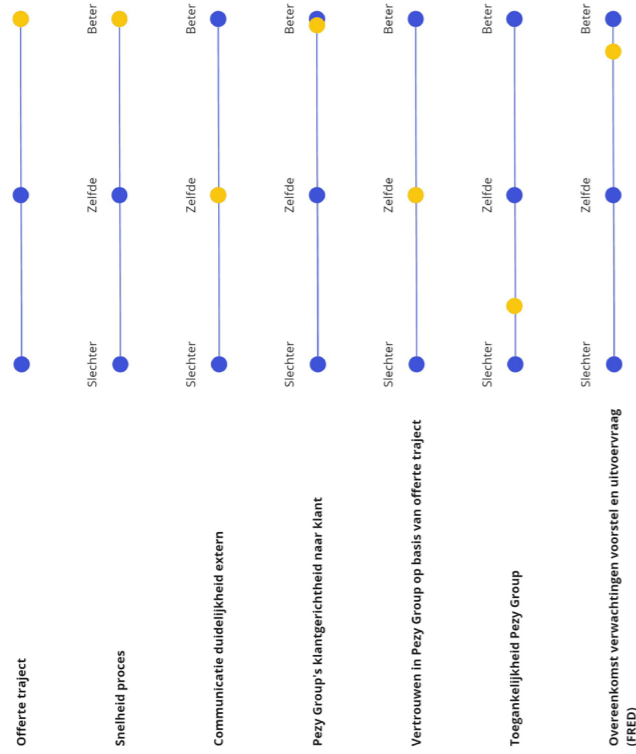 Offerte traject
Slechter Zelfde Beter
Snelheid proces
Slechter Zelfde Beter
Communicatie duidelijkheid extern
Slechter Zelfde Beter
Pezy Group's klantgerichtheid naar klant
Slechter Zelfde Beter
Vertrouwen in Pezy Group op basis van offerte traject
Slechter Zelfde Beter
Toegankelijkheid Pezy Group
Slechter Zelfde Beter
Overeenkomst verwachtingen voorstel en uitvoervraag
(FRED)